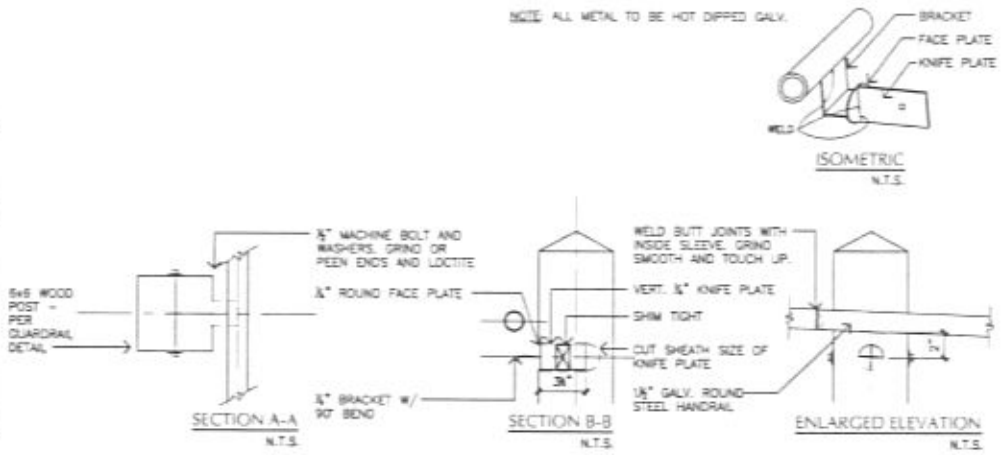 NOTE: ALL METAL TO BE HOT DIPPED GALV.
BRACKET
FACE PLATE
KNIFE PLATE
WELD
ISOMETRIC
N.T.S.
6x6 WOOD
POST -
PER
GUARDRAIL
DETAIL
MACHINE BOLT AND
WASHERS, GRIND OR
PEEN ENDS AND LOCTITE
ROUND FACE PLATE
BRACKET W/
90° BEND
SECTION A-A
N.T.S.
VERT. KNIFE PLATE
SHIM TIGHT
CUT SHEATH SIZE OF
KNIFE PLATE
SECTION B-B
N.T.S.
WELD BUTT JOINTS WITH
INSIDE SLEEVE, GRIND
SMOOTH AND TOUCH UP.
1½" GALV. ROUND
STEEL HANDRAIL
2"
ENLARGED ELEVATION
N.T.S.